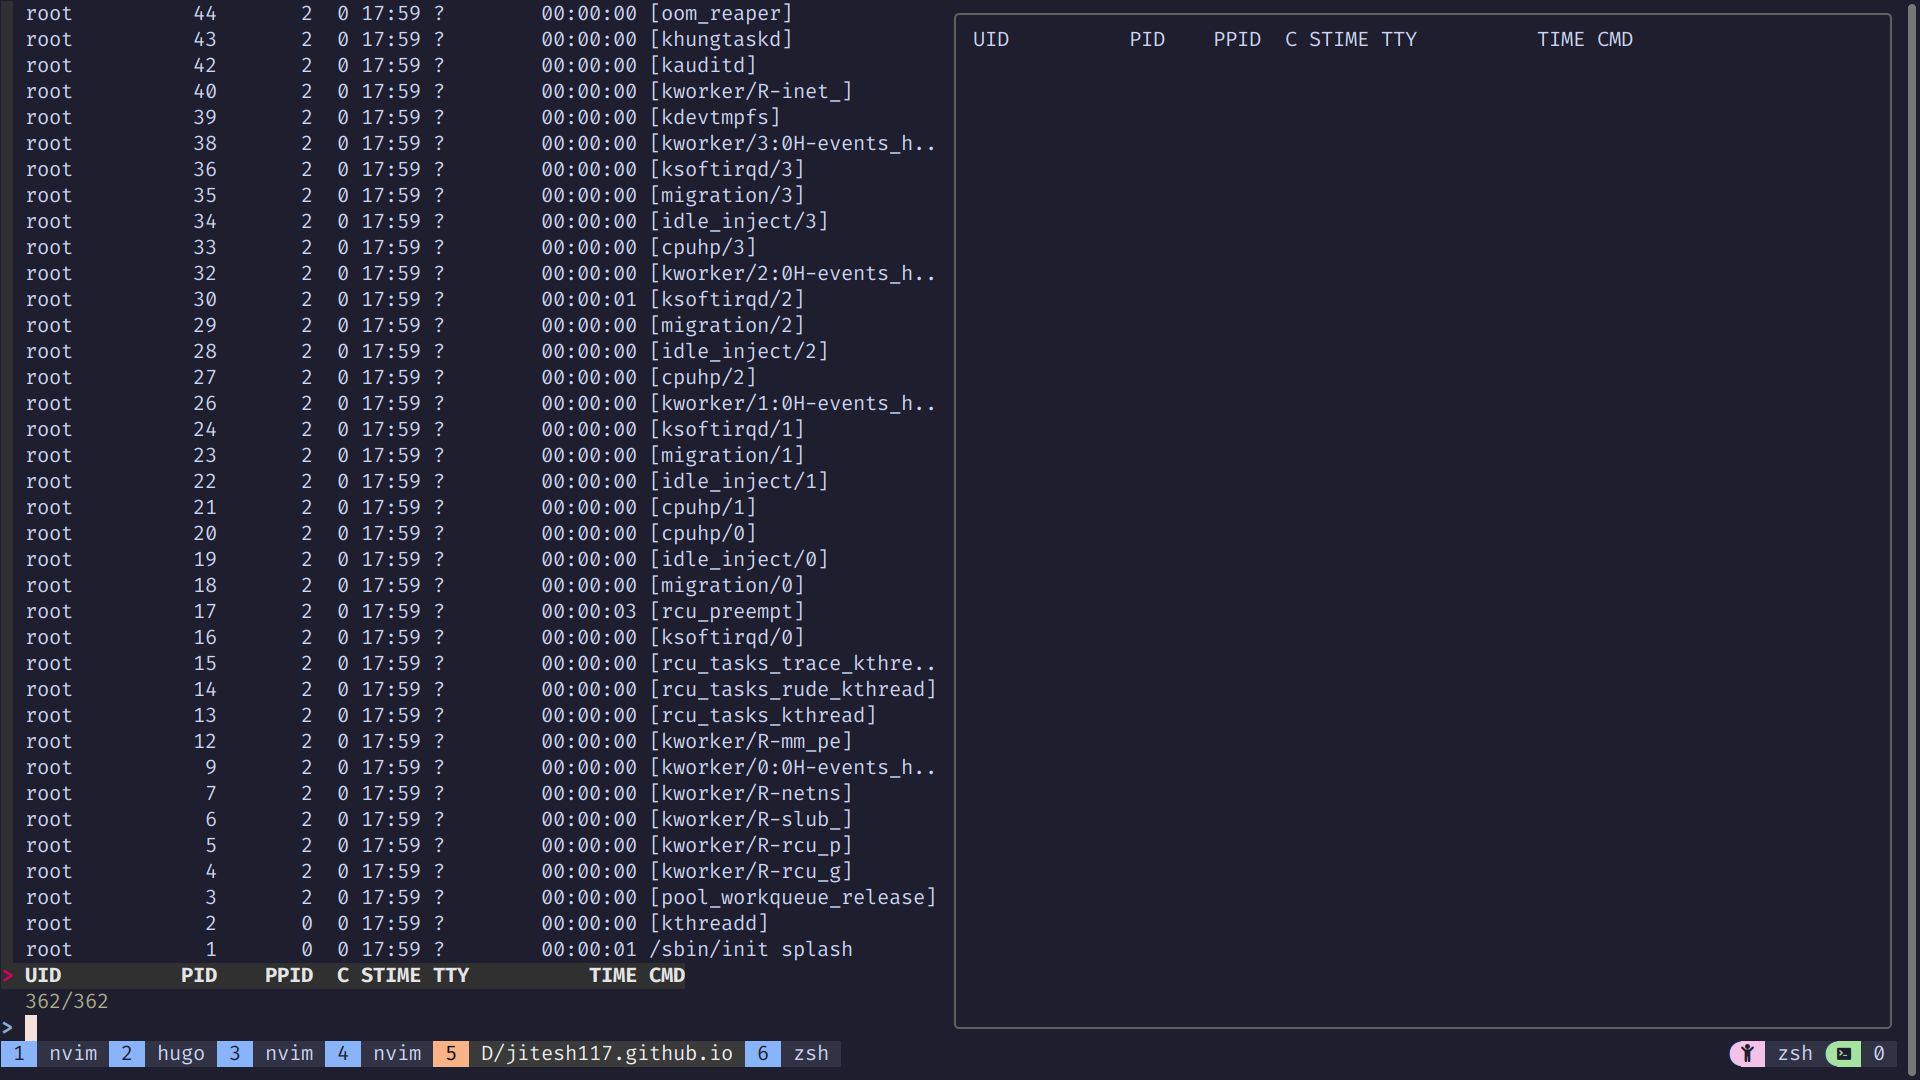 root          44       2  0 17:59 ?        00:00:00 [oom_reaper]
root          43       2  0 17:59 ?        00:00:00 [khungtaskd]
root          42       2  0 17:59 ?        00:00:00 [kauditd]
root          40       2  0 17:59 ?        00:00:00 [kworker/R-inet_]
root          39       2  0 17:59 ?        00:00:00 [kdevtmpfs]
root          38       2  0 17:59 ?        00:00:00 [kworker/3:0H-events_h..
root          36       2  0 17:59 ?        00:00:00 [ksoftirqd/3]
root          35       2  0 17:59 ?        00:00:00 [migration/3]
root          34       2  0 17:59 ?        00:00:00 [idle_inject/3]
root          33       2  0 17:59 ?        00:00:00 [cpuhp/3]
root          32       2  0 17:59 ?        00:00:00 [kworker/2:0H-events_h..
root          30       2  0 17:59 ?        00:00:01 [ksoftirqd/2]
root          29       2  0 17:59 ?        00:00:00 [migration/2]
root          28       2  0 17:59 ?        00:00:00 [idle_inject/2]
root          27       2  0 17:59 ?        00:00:00 [cpuhp/2]
root          26       2  0 17:59 ?        00:00:00 [kworker/1:0H-events_h..
root          24       2  0 17:59 ?        00:00:00 [ksoftirqd/1]
root          23       2  0 17:59 ?        00:00:00 [migration/1]
root          22       2  0 17:59 ?        00:00:00 [idle_inject/1]
root          21       2  0 17:59 ?        00:00:00 [cpuhp/1]
root          20       2  0 17:59 ?        00:00:00 [cpuhp/0]
root          19       2  0 17:59 ?        00:00:00 [idle_inject/0]
root          18       2  0 17:59 ?        00:00:00 [migration/0]
root          17       2  0 17:59 ?        00:00:03 [rcu_preempt]
root          16       2  0 17:59 ?        00:00:00 [ksoftirqd/0]
root          15       2  0 17:59 ?        00:00:00 [rcu_tasks_trace_kthre..
root          14       2  0 17:59 ?        00:00:00 [rcu_tasks_rude_kthread]
root          13       2  0 17:59 ?        00:00:00 [rcu_tasks_kthread]
root          12       2  0 17:59 ?        00:00:00 [kworker/R-mm_pe]
root           9       2  0 17:59 ?        00:00:00 [kworker/0:0H-events_h..
root           7       2  0 17:59 ?        00:00:00 [kworker/R-netns]
root           6       2  0 17:59 ?        00:00:00 [kworker/R-slub_]
root           5       2  0 17:59 ?        00:00:00 [kworker/R-rcu_p]
root           4       2  0 17:59 ?        00:00:00 [kworker/R-rcu_g]
root           3       2  0 17:59 ?        00:00:00 [pool_workqueue_release]
root           2       0  0 17:59 ?        00:00:00 [kthreadd]
root           1       0  0 17:59 ?        00:00:01 /sbin/init splash
> UID          PID    PPID  C STIME TTY          TIME CMD
362/362
>
UID          PID    PPID  C STIME TTY          TIME CMD
1 nvim 2 hugo 3 nvim 4 nvim 5 D/jitesh117.github.io 6 zsh zsh 0